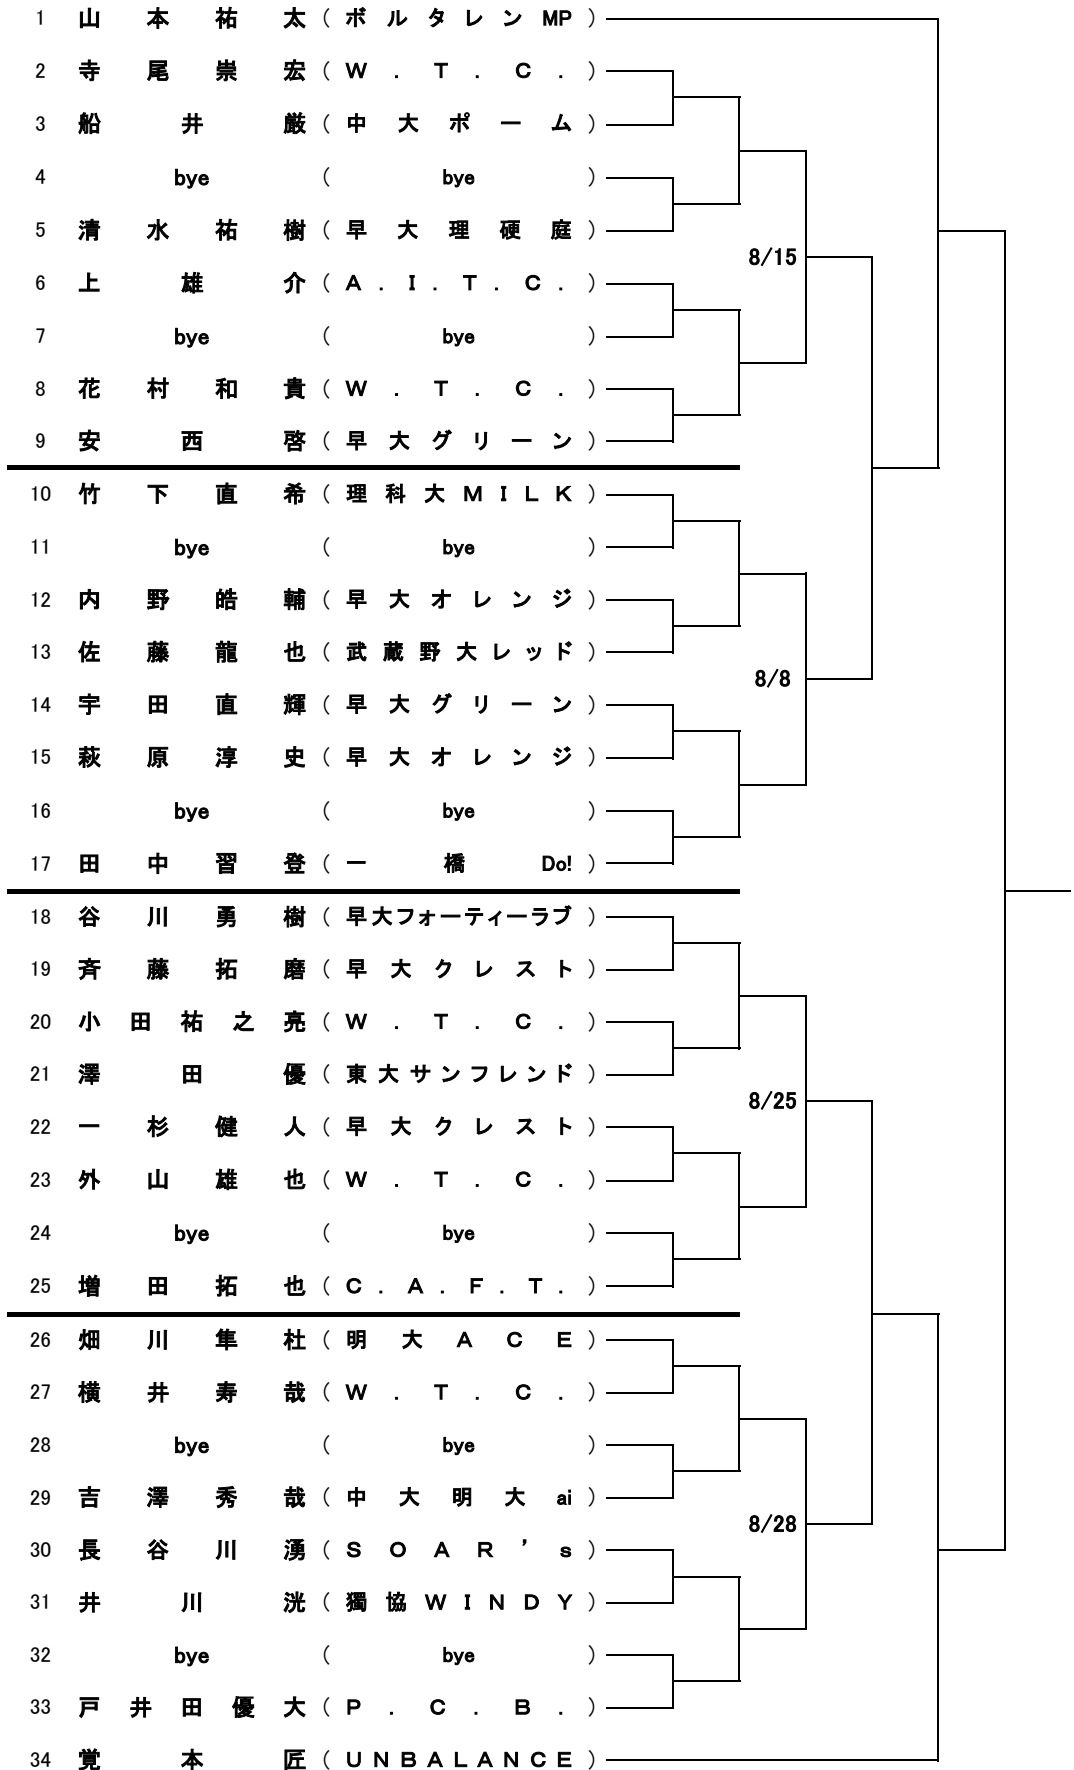 1 山本祐太 (ボルタレンMP)
2 寺尾崇宏 (W.T.C.)
3 船井厳 (中大ポーム)
4 bye (bye)
5 清水祐樹 (早大理硬庭)
8/15
6 上雄介 (A.I.T.C.)
7 bye (bye)
8 花村和貴 (W.T.C.)
9 安西啓 (早大グリーン)
10 竹下直希 (理科大MILK)
11 bye (bye)
12 内野皓輔 (早大オレンジ)
13 佐藤龍也 (武蔵野大レッド)
8/8
14 宇田直輝 (早大グリーン)
15 萩原淳史 (早大オレンジ)
16 bye (bye)
17 田中習登 (一橋Do!)
18 谷川勇樹 (早大フォーティーラブ)
19 斉藤拓磨 (早大クレスト)
20 小田祐之亮 (W.T.C.)
21 澤田優 (東大サンフレンド)
8/25
22 一杉健人 (早大クレスト)
23 外山雄也 (W.T.C.)
24 bye (bye)
25 増田拓也 (C.A.F.T.)
26 畑川隼杜 (明大ACE)
27 横井寿哉 (W.T.C.)
28 bye (bye)
29 吉澤秀哉 (中大明大ai)
8/28
30 長谷川湧 (SOAR's)
31 井川洸 (獨協WINDY)
32 bye (bye)
33 戸井田優大 (P.C.B.)
34 覚本匠 (UNBALANCE)